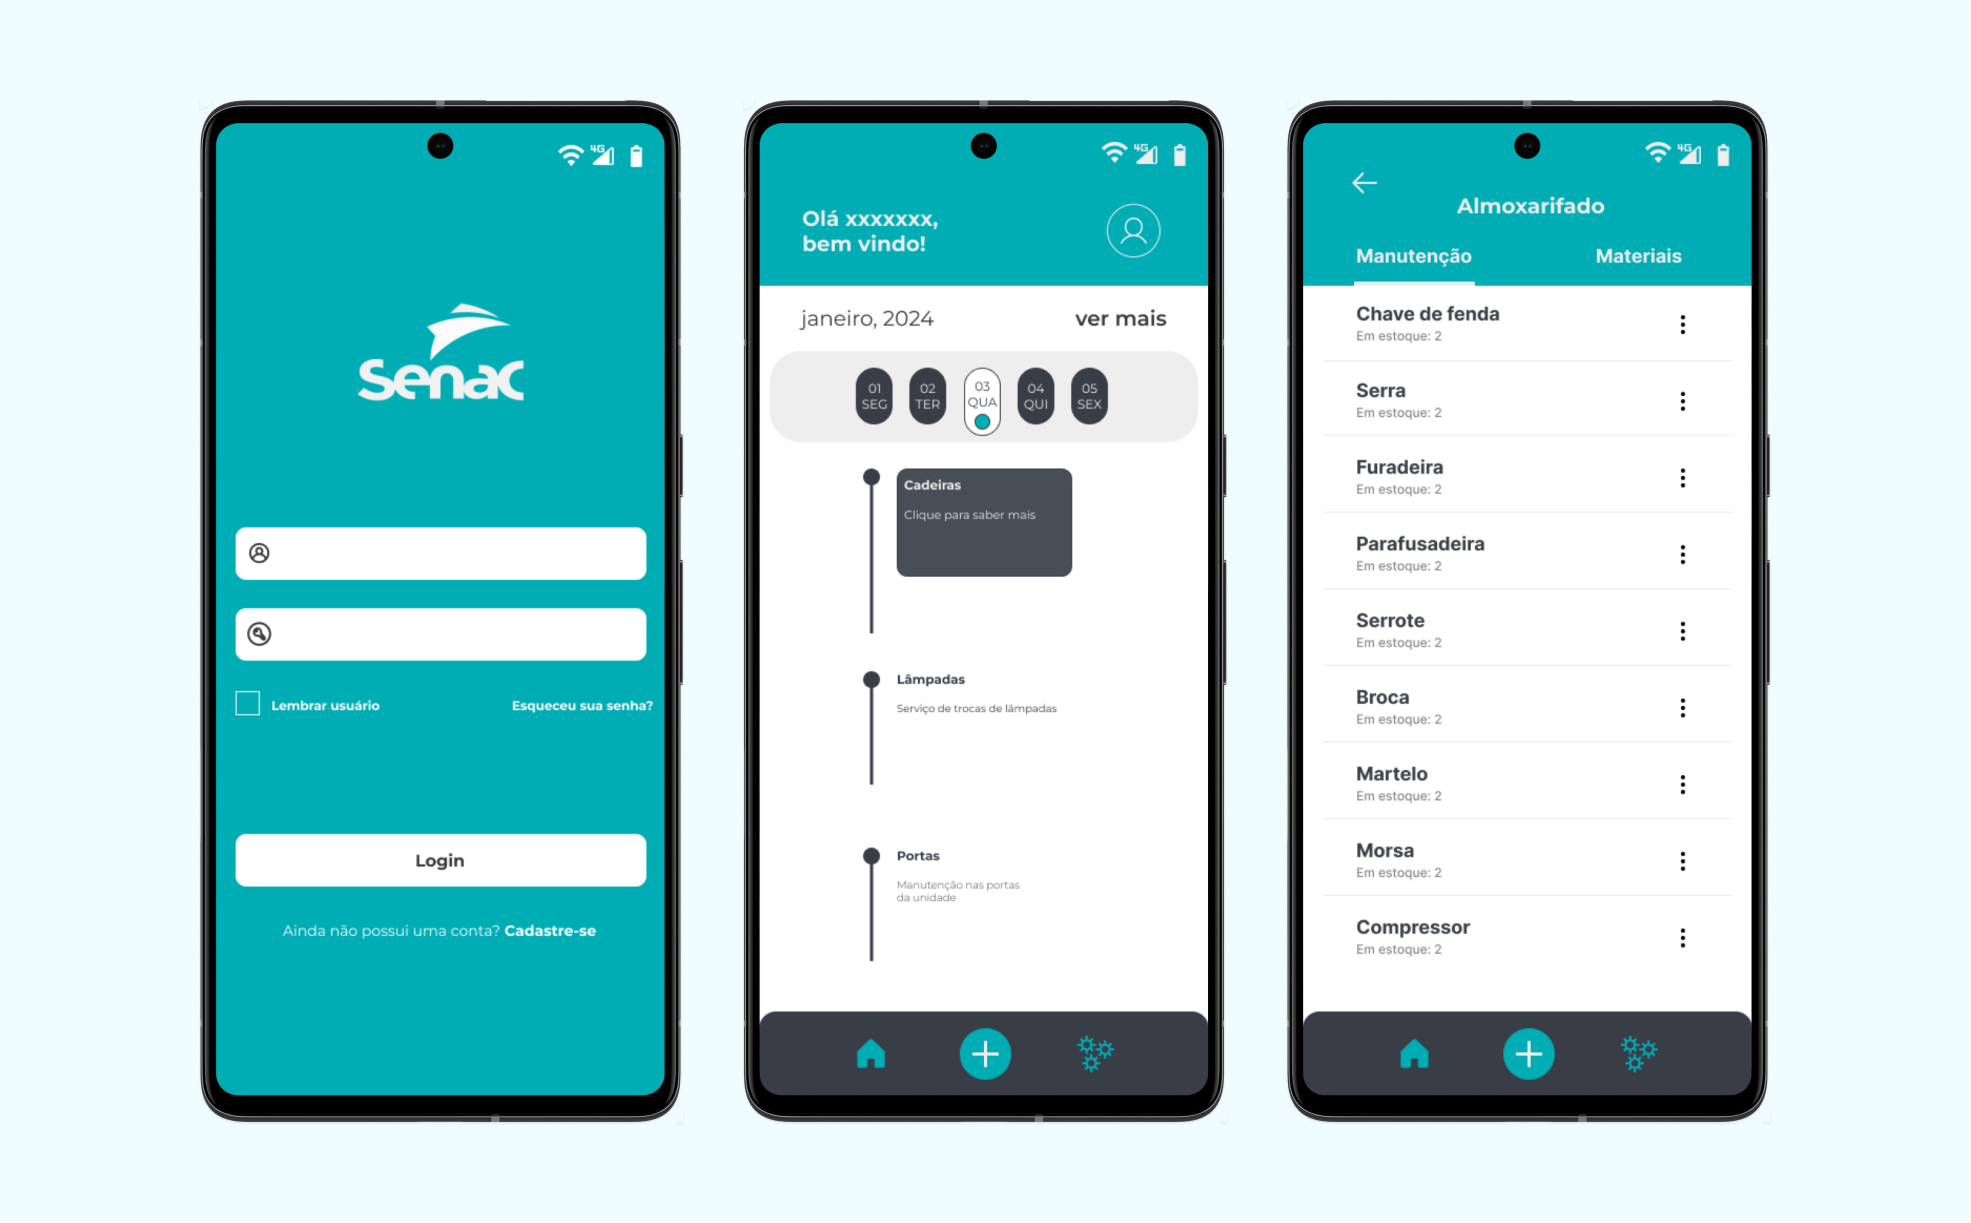 4G
Senac
Lembrar usuário
Esqueceu sua senha?
Login
Ainda não possui uma conta? Cadastre-se
4G
Olá xxxxxxx,
bem vindo!
janeiro, 2024
ver mais
01
SEG
02
TER
03
QUA
04
QUI
05
SEX
Cadeiras
Clique para saber mais
Lâmpadas
Serviço de trocas de lâmpadas
Portas
Manutenção nas portas
da unidade
4G
Almoxarifado
Manutenção
Materiais
Chave de fenda
Em estoque: 2
Serra
Em estoque: 2
Furadeira
Em estoque: 2
Parafusadeira
Em estoque: 2
Serrote
Em estoque: 2
Broca
Em estoque: 2
Martelo
Em estoque: 2
Morsa
Em estoque: 2
Compressor
Em estoque: 2